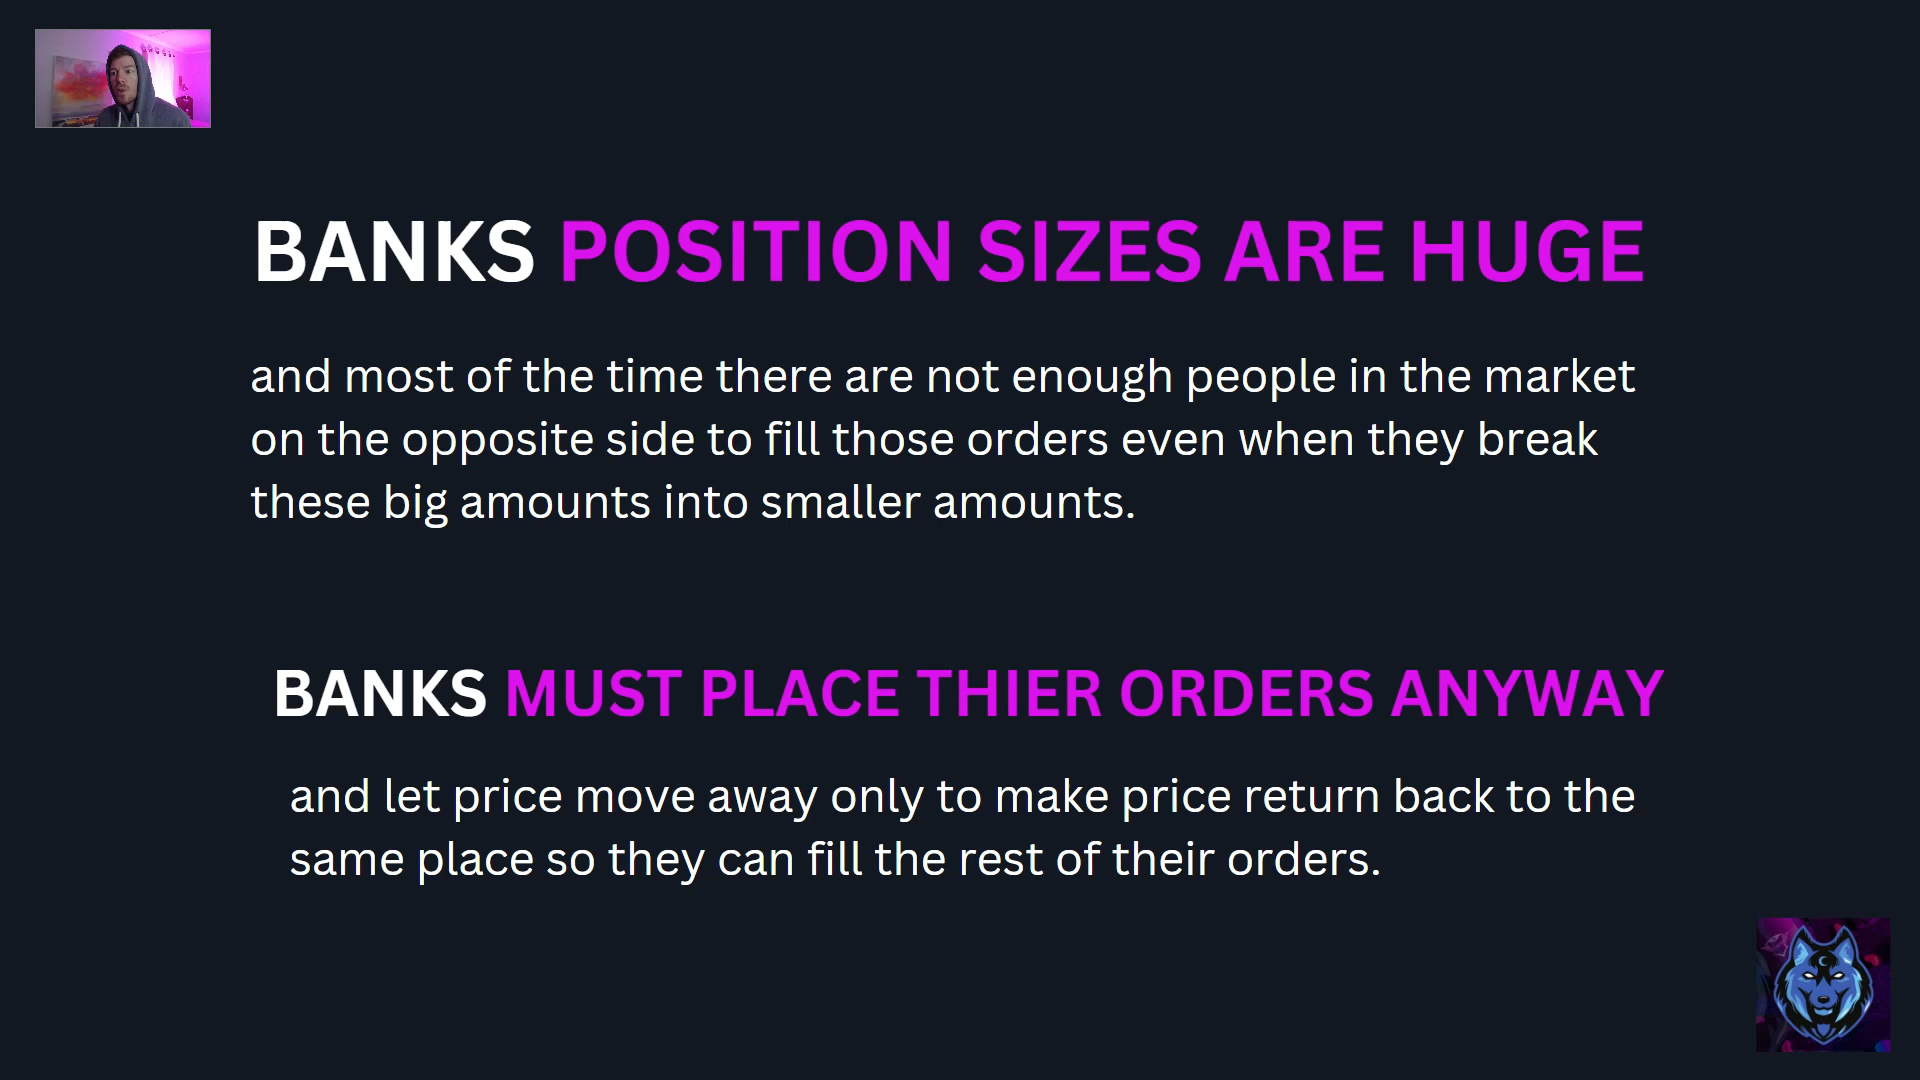 BANKS POSITION SIZES ARE HUGE
and most of the time there are not enough people in the market
on the opposite side to fill those orders even when they break
these big amounts into smaller amounts.
BANKS MUST PLACE THIER ORDERS ANYWAY
and let price move away only to make price return back to the
same place so they can fill the rest of their orders.